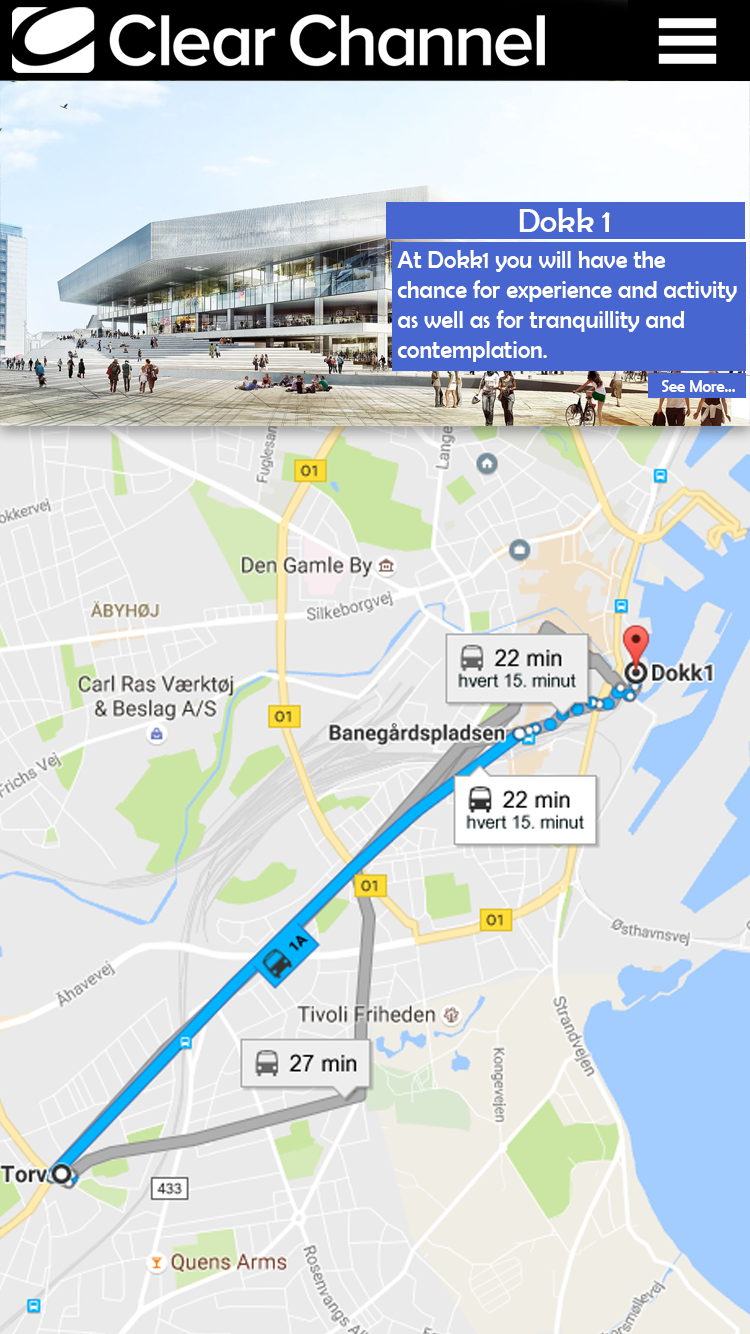 Clear Channel
Dokk 1
At Dokk1 you will have the
chance for experience and activity
as well as for tranquillity and
contemplation.
See More...
Fuglesan
Lange
O1
okkervej
Den Gamle By
Silkeborgvej
ÅBYHØJ
22 min
hvert 15. minut
Dokk1
Carl Ras Værktøj
& Beslag A/S
O1
Banegårdspladsen
Frichs Vej
22 min
hvert 15. minut
O1
O1
Østhavnsvej
1A
Åhavevej
Tivoli Friheden
Strandvejen
Kongevejen
27 min
Torv
433
Quens Arms
Rosenvangs Al
ørsmøllevej